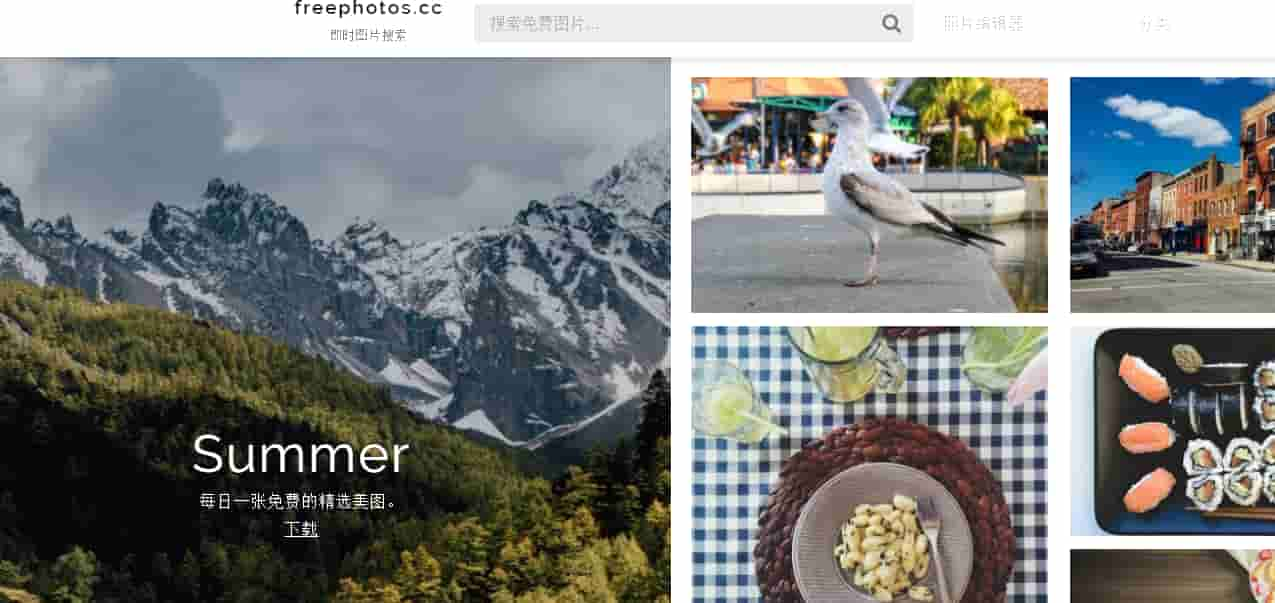 freephotos.cc
即时图片搜索
搜索免费图片...
照片编辑器
分类
Summer
每日一张免费的精选美图。
下载